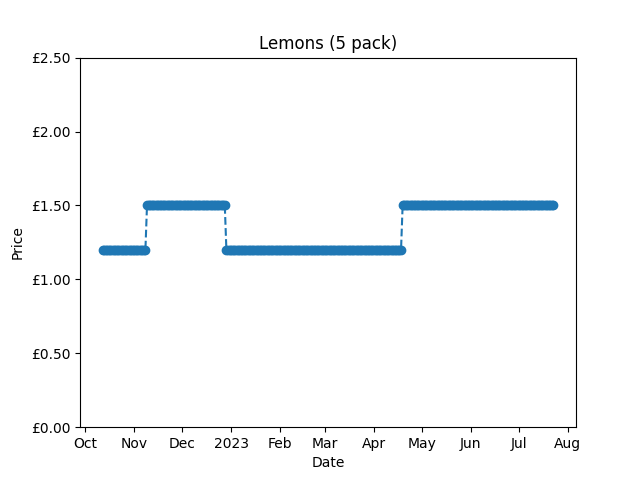 Lemons (5 pack)
£2.50
£2.00
£1.50
£1.00
£0.50
£0.00
Price
Oct Nov Dec 2023 Feb Mar Apr May Jun Jul Aug
Date